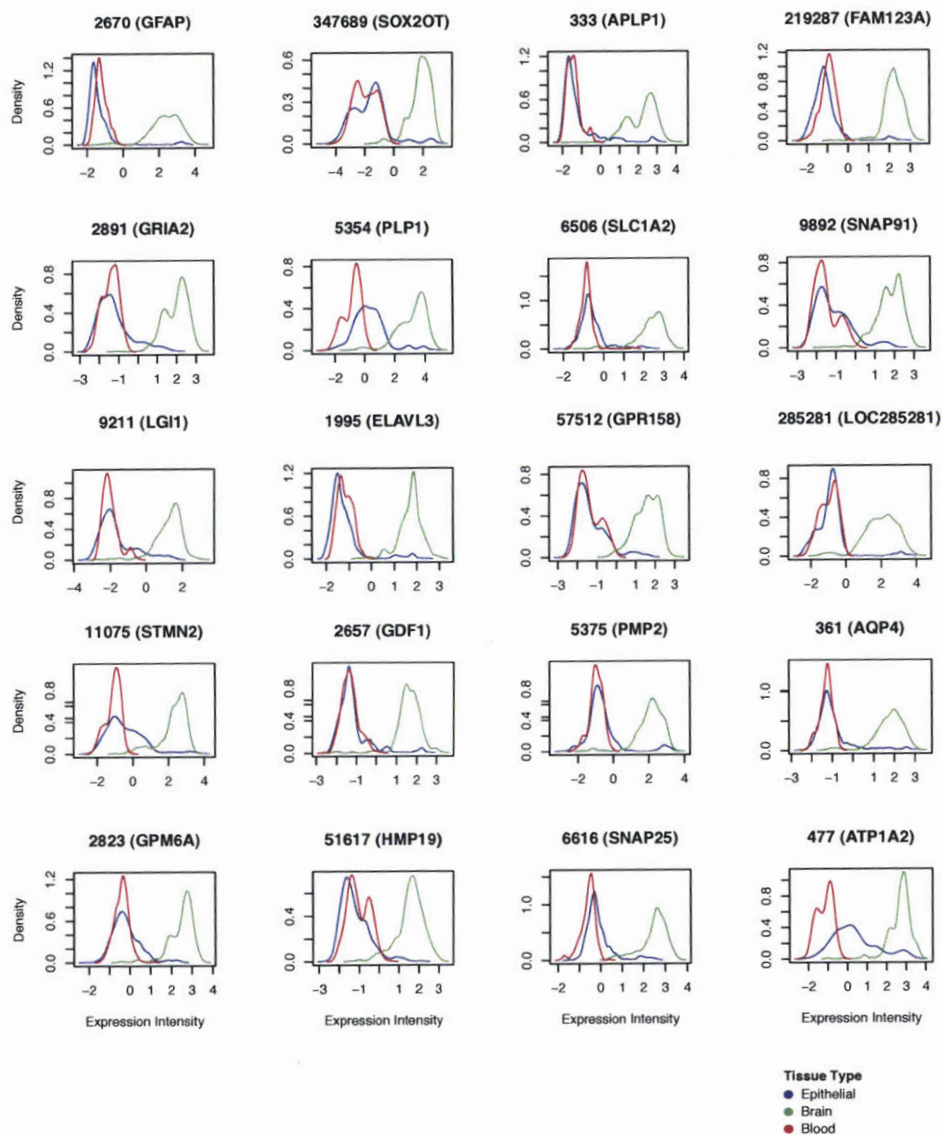 2670 (GFAP) 347689 (SOX2OT) 333 (APLP1) 219287 (FAM123A)
Density
0.0 0.6 1.2
-2 0 2 4
0.0 0.3 0.6
-4 -2 0 2
0.0 0.6 1.2
-2 0 1 2 3 4
0.0 0.6 1.2
-2 0 1 2 3
2891 (GRIA2) 5354 (PLP1) 6506 (SLC1A2) 9892 (SNAP91)
Density
0.0 0.4 0.8
-3 -1 1 2 3
0.0 0.4 0.8
-2 0 2 4
0.0 1.0
-2 0 2 4
0.0 0.4 0.8
-3 -1 1 2 3
9211 (LGI1) 1995 (ELAVL3) 57512 (GPR158) 285281 (LOC285281)
Density
0.0 0.4 0.8
-4 -2 0 2
0.0 0.6 1.2
-2 0 1 2 3
0.0 0.4 0.8
-3 -1 1 2 3
0.0 0.4 0.8
-2 0 2 4
11075 (STMN2) 2657 (GDF1) 5375 (PMP2) 361 (AQP4)
Density
0.0 0.4 0.8
-2 0 2 4
0.0 0.4 0.8
-3 -1 1 2 3
0.0 0.4 0.8
-2 0 2 4
0.0 1.0
-3 -1 0 1 2 3
2823 (GPM6A) 51617 (HMP19) 6616 (SNAP25) 477 (ATP1A2)
Density
0.0 0.6 1.2
-2 0 1 2 3 4
0.0 0.4
-3 -1 1 2 3
0.0 1.0
-2 0 2 4
0.0 0.4 0.8
-2 0 1 2 3 4
Expression Intensity Expression Intensity Expression Intensity Expression Intensity
Tissue Type
Epithelial
Brain
Blood